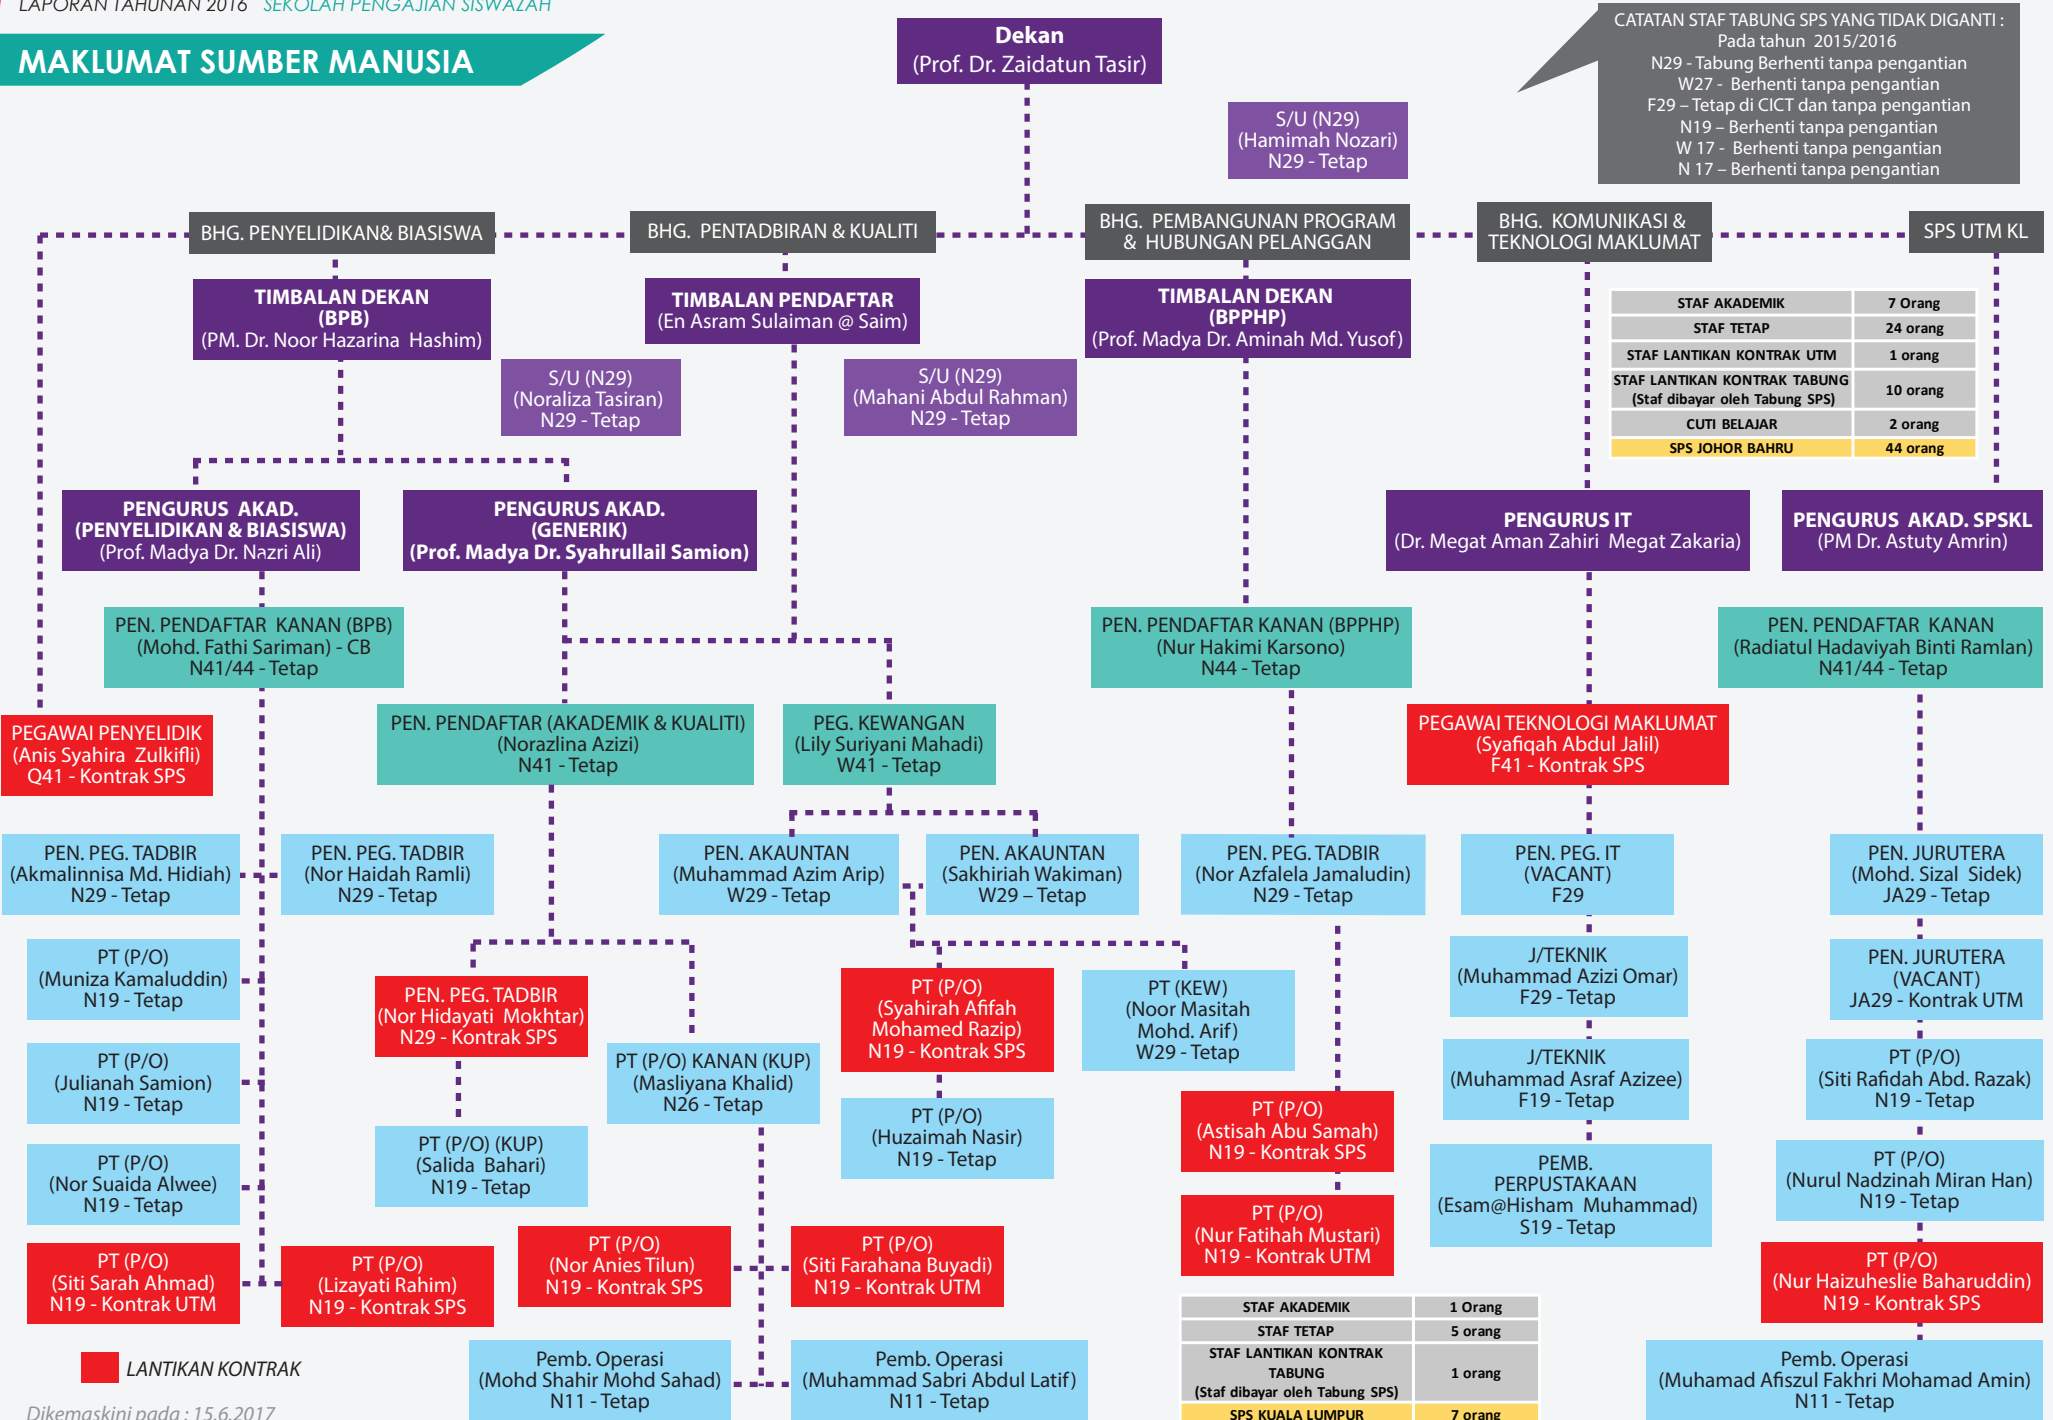 LAPORAN TAHUNAN 2016 SEKOLAH PENGAJIAN SISWAZAH
MAKLUMAT SUMBER MANUSIA
Dekan
(Prof. Dr. Zaidatun Tasir)
CATATAN STAF TABUNG SPS YANG TIDAK DIGANTI :
Pada tahun 2015/2016
N29 - Tabung Berhenti tanpa pengantian
W27 - Berhenti tanpa pengantian
F29 – Tetap di CICT dan tanpa pengantian
N19 – Berhenti tanpa pengantian
W 17 - Berhenti tanpa pengantian
N 17 – Berhenti tanpa pengantian
S/U (N29)
(Hamimah Nozari)
N29 - Tetap
BHG. PENYELIDIKAN& BIASISWA
BHG. PENTADBIRAN & KUALITI
BHG. PEMBANGUNAN PROGRAM
& HUBUNGAN PELANGGAN
BHG. KOMUNIKASI &
TEKNOLOGI MAKLUMAT
SPS UTM KL
TIMBALAN DEKAN
(BPB)
(PM. Dr. Noor Hazarina Hashim)
TIMBALAN PENDAFTAR
(En Asram Sulaiman @ Saim)
TIMBALAN DEKAN
(BPPHP)
(Prof. Madya Dr. Aminah Md. Yusof)
STAF AKADEMIK 7 Orang
STAF TETAP 24 orang
STAF LANTIKAN KONTRAK UTM 1 orang
STAF LANTIKAN KONTRAK TABUNG
(Staf dibayar oleh Tabung SPS) 10 orang
CUTI BELAJAR 2 orang
SPS JOHOR BAHRU 44 orang
S/U (N29)
(Noraliza Tasiran)
N29 - Tetap
S/U (N29)
(Mahani Abdul Rahman)
N29 - Tetap
PENGURUS AKAD.
(PENYELIDIKAN & BIASISWA)
(Prof. Madya Dr. Nazri Ali)
PENGURUS AKAD.
(GENERIK)
(Prof. Madya Dr. Syahrullail Samion)
PENGURUS IT
(Dr. Megat Aman Zahiri Megat Zakaria)
PENGURUS AKAD. SPSKL
(PM Dr. Astuty Amrin)
PEN. PENDAFTAR KANAN (BPB)
(Mohd. Fathi Sariman) - CB
N41/44 - Tetap
PEN. PENDAFTAR KANAN (BPPHP)
(Nur Hakimi Karsono)
N44 - Tetap
PEN. PENDAFTAR KANAN
(Radiatul Hadaviyah Binti Ramlan)
N41/44 - Tetap
PEGAWAI PENYELIDIK
(Anis Syahira Zulkifli)
Q41 - Kontrak SPS
PEN. PENDAFTAR (AKADEMIK & KUALITI)
(Norazlina Azizi)
N41 - Tetap
PEG. KEWANGAN
(Lily Suriyani Mahadi)
W41 - Tetap
PEGAWAI TEKNOLOGI MAKLUMAT
(Syafiqah Abdul Jalil)
F41 - Kontrak SPS
PEN. PEG. TADBIR
(Akmalinnisa Md. Hidiah)
N29 - Tetap
PEN. PEG. TADBIR
(Nor Haidah Ramli)
N29 - Tetap
PEN. AKAUNTAN
(Muhammad Azim Arip)
W29 - Tetap
PEN. AKAUNTAN
(Sakhiriah Wakiman)
W29 – Tetap
PEN. PEG. TADBIR
(Nor Azfalela Jamaludin)
N29 - Tetap
PEN. PEG. IT
(VACANT)
F29
PEN. JURUTERA
(Mohd. Sizal Sidek)
JA29 - Tetap
PT (P/O)
(Muniza Kamaluddin)
N19 - Tetap
PEN. PEG. TADBIR
(Nor Hidayati Mokhtar)
N29 - Kontrak SPS
PT (P/O)
(Syahirah Afifah
Mohamed Razip)
N19 - Kontrak SPS
PT (KEW)
(Noor Masitah
Mohd. Arif)
W29 - Tetap
J/TEKNIK
(Muhammad Azizi Omar)
F29 - Tetap
PEN. JURUTERA
(VACANT)
JA29 - Kontrak UTM
PT (P/O)
(Julianah Samion)
N19 - Tetap
PT (P/O) KANAN (KUP)
(Masliyana Khalid)
N26 - Tetap
J/TEKNIK
(Muhammad Asraf Azizee)
F19 - Tetap
PT (P/O)
(Siti Rafidah Abd. Razak)
N19 - Tetap
PT (P/O) (KUP)
(Salida Bahari)
N19 - Tetap
PT (P/O)
(Huzaimah Nasir)
N19 - Tetap
PT (P/O)
(Astisah Abu Samah)
N19 - Kontrak SPS
PT (P/O)
(Nor Suaida Alwee)
N19 - Tetap
PEMB.
PERPUSTAKAAN
(Esam@Hisham Muhammad)
S19 - Tetap
PT (P/O)
(Nurul Nadzinah Miran Han)
N19 - Tetap
PT (P/O)
(Nur Fatihah Mustari)
N19 - Kontrak UTM
PT (P/O)
(Siti Sarah Ahmad)
N19 - Kontrak UTM
PT (P/O)
(Lizayati Rahim)
N19 - Kontrak SPS
PT (P/O)
(Nor Anies Tilun)
N19 - Kontrak SPS
PT (P/O)
(Siti Farahana Buyadi)
N19 - Kontrak UTM
PT (P/O)
(Nur Haizuheslie Baharuddin)
N19 - Kontrak SPS
STAF AKADEMIK 1 Orang
STAF TETAP 5 orang
STAF LANTIKAN KONTRAK
TABUNG
(Staf dibayar oleh Tabung SPS) 1 orang
SPS KUALA LUMPUR 7 orang
LANTIKAN KONTRAK
Pemb. Operasi
(Mohd Shahir Mohd Sahad)
N11 - Tetap
Pemb. Operasi
(Muhammad Sabri Abdul Latif)
N11 - Tetap
Pemb. Operasi
(Muhamad Afiszul Fakhri Mohamad Amin)
N11 - Tetap
Dikemaskini pada : 15.6.2017